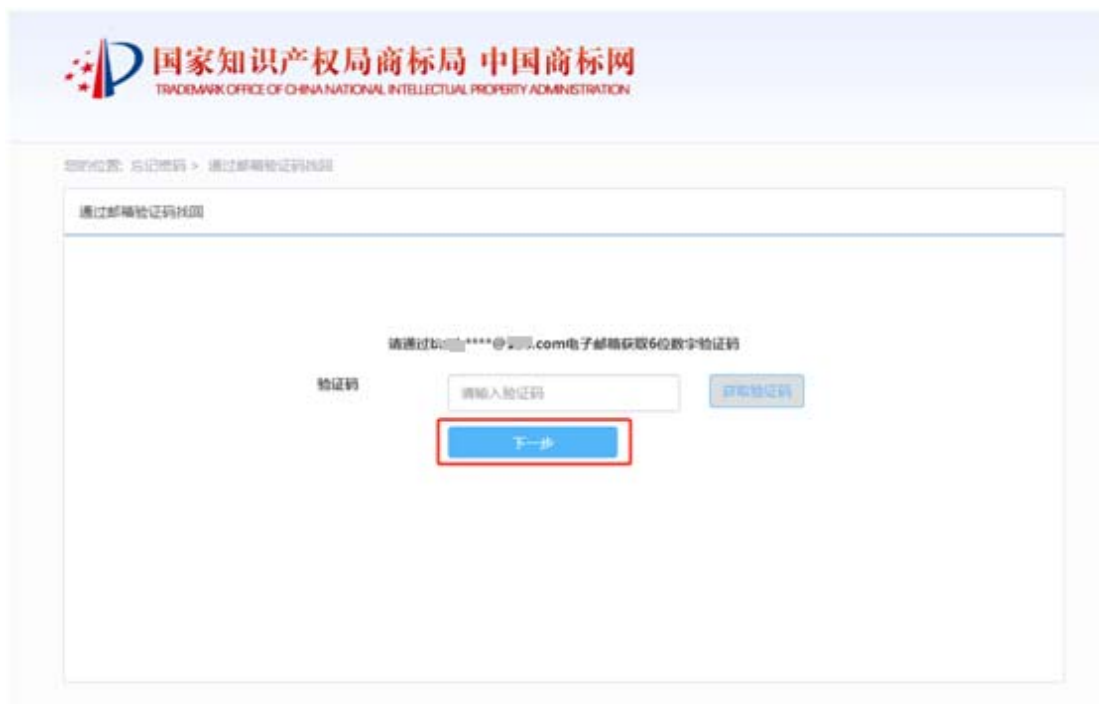 国家知识产权局商标局 中国商标网
TRADEMARK OFFICE OF CHINA NATIONAL INTELLECTUAL PROPERTY ADMINISTRATION
您的位置: 忘记密码 > 通过邮箱验证码找回
通过邮箱验证码找回
请通过 ****@ .com电子邮箱获取6位数字验证码
验证码
请输入验证码
获取验证码
下一步